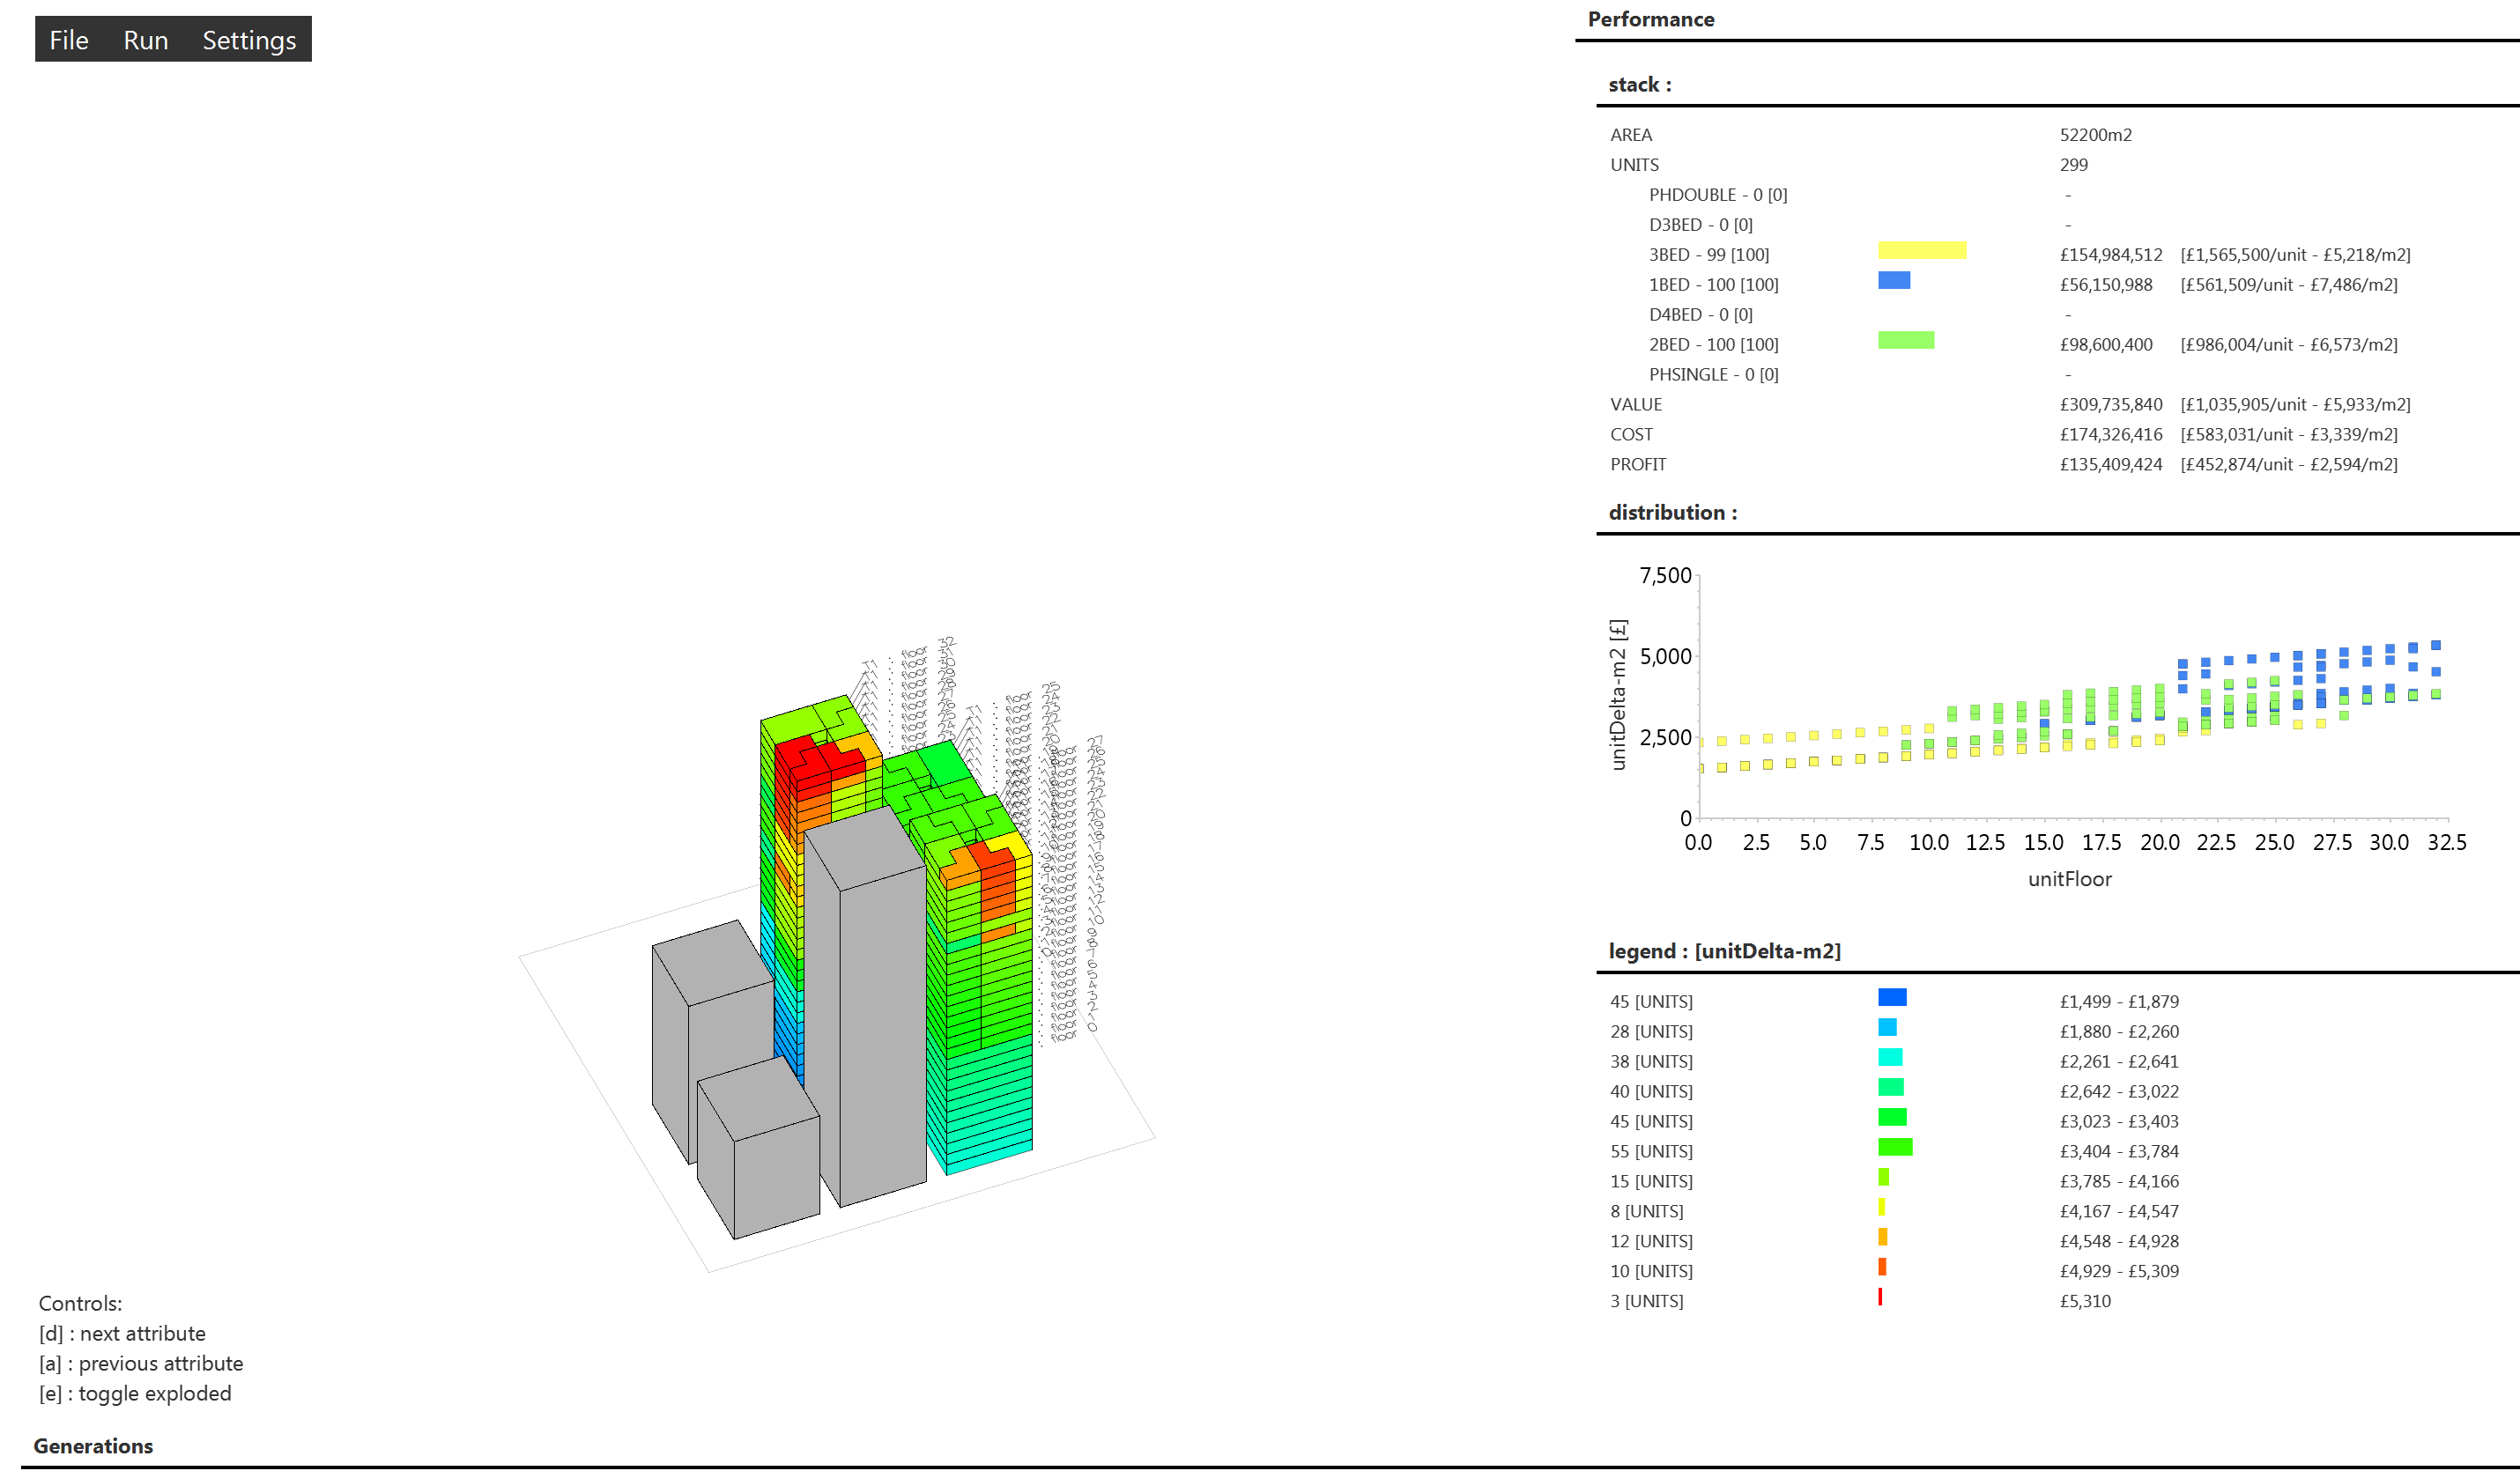 File Run Settings
Performance
stack :
AREA 52200m2
UNITS 299
PHDOUBLE - 0 [0] -
D3BED - 0 [0] -
3BED - 99 [100] £154,984,512 [£1,565,500/unit - £5,218/m2]
1BED - 100 [100] £56,150,988 [£561,509/unit - £7,486/m2]
D4BED - 0 [0] -
2BED - 100 [100] £98,600,400 [£986,004/unit - £6,573/m2]
PHSINGLE - 0 [0] -
VALUE £309,735,840 [£1,035,905/unit - £5,933/m2]
COST £174,326,416 [£583,031/unit - £3,339/m2]
PROFIT £135,409,424 [£452,874/unit - £2,594/m2]
distribution :
7,500
5,000
2,500
0
unitDelta-m2 [£]
0.0 2.5 5.0 7.5 10.0 12.5 15.0 17.5 20.0 22.5 25.0 27.5 30.0 32.5
unitFloor
legend : [unitDelta-m2]
45 [UNITS] £1,499 - £1,879
28 [UNITS] £1,880 - £2,260
38 [UNITS] £2,261 - £2,641
40 [UNITS] £2,642 - £3,022
45 [UNITS] £3,023 - £3,403
55 [UNITS] £3,404 - £3,784
15 [UNITS] £3,785 - £4,166
8 [UNITS] £4,167 - £4,547
12 [UNITS] £4,548 - £4,928
10 [UNITS] £4,929 - £5,309
3 [UNITS] £5,310
Controls:
[d] : next attribute
[a] : previous attribute
[e] : toggle exploded
Generations